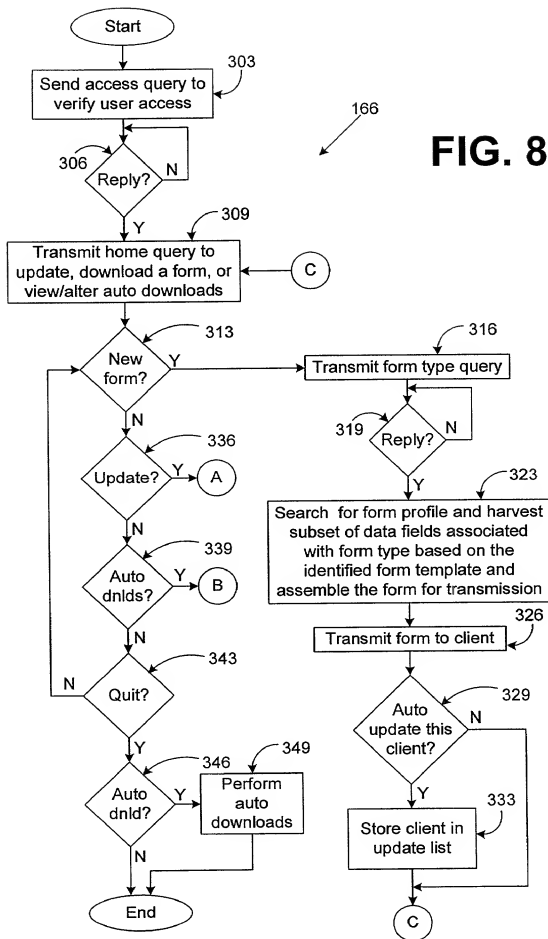 Start
303
Send access query to
verify user access
166
FIG. 8
306
Reply?
N
Y
309
Transmit home query to
update, download a form, or
view/alter auto downloads
C
313
New
form?
Y
N
316
Transmit form type query
319
Reply?
N
Y
336
Update?
Y
A
N
323
Search for form profile and harvest
subset of data fields associated
with form type based on the
identified form template and
assemble the form for transmission
339
Auto
dnlds?
Y
B
N
326
Transmit form to client
343
Quit?
N
Y
329
Auto
update this
client?
N
Y
346
Auto
dnld?
Y
N
349
Perform
auto
downloads
333
Store client in
update list
End
C